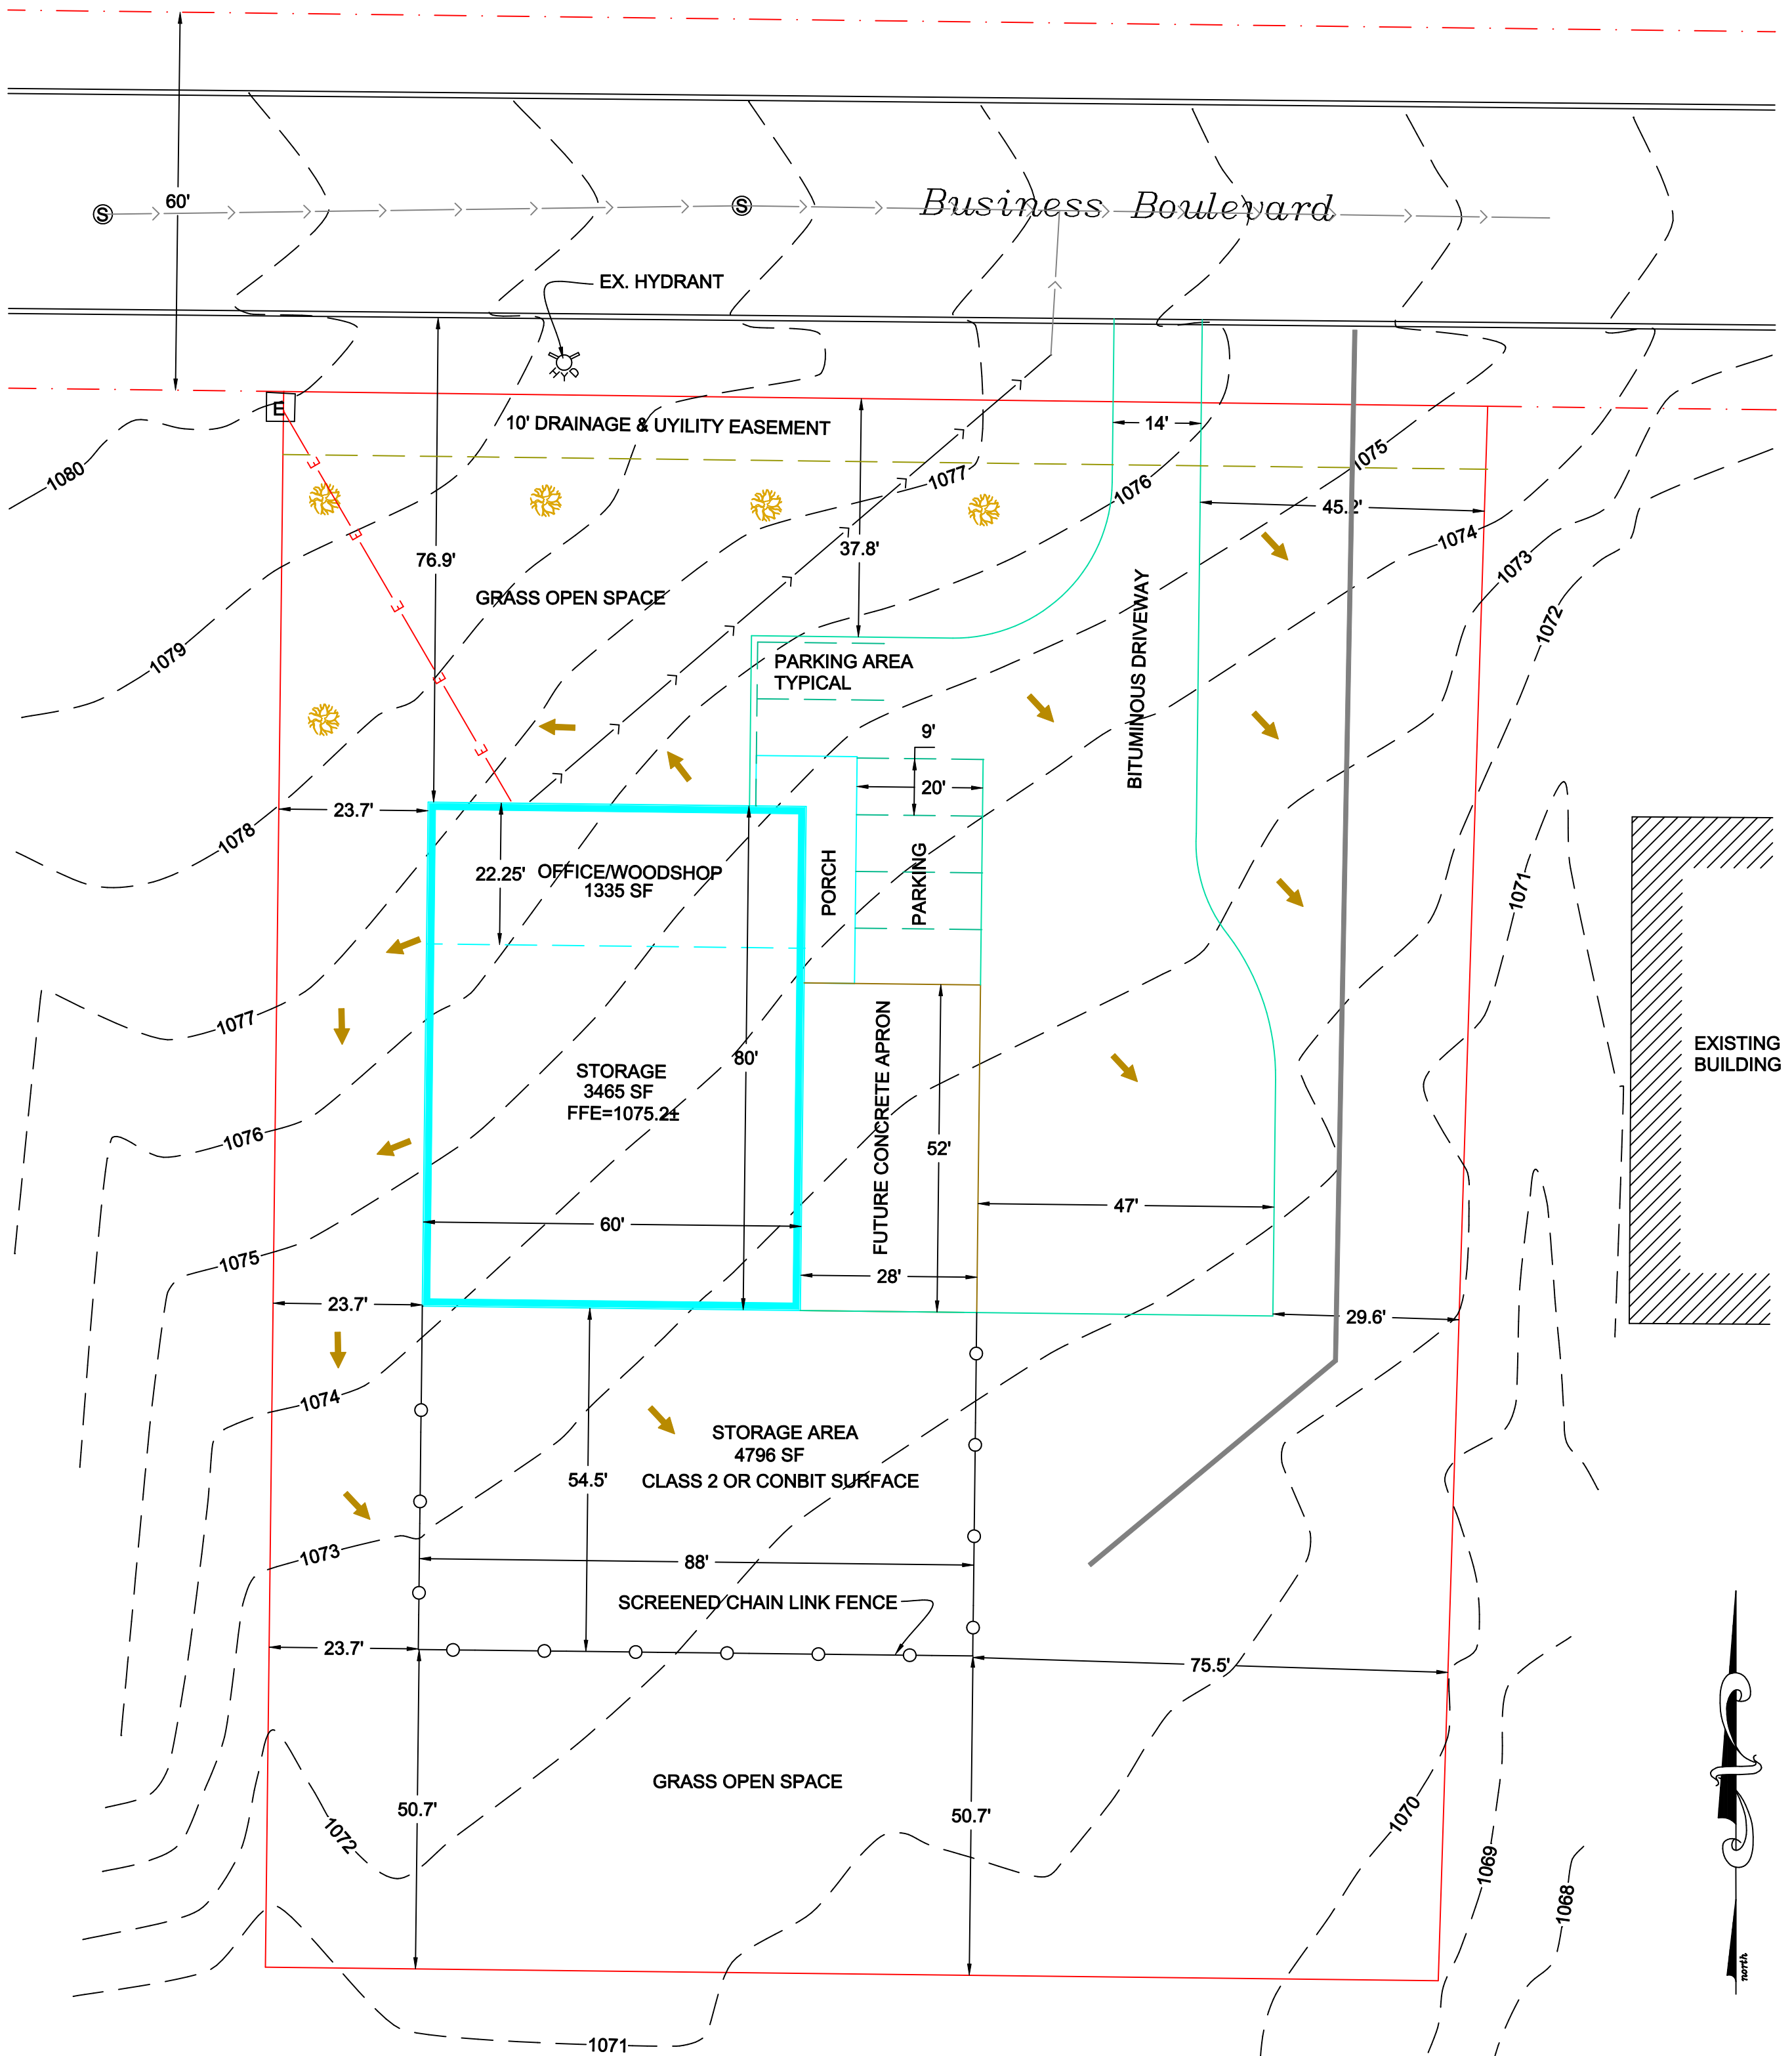 60'
S
S
Business Boulevard
EX. HYDRANT
HYD
E
10' DRAINAGE & UYILITY EASEMENT
14'
1080
1077
1076
1075
45.2'
1074
1073
1072
E
E
E
E
E
76.9'
37.8'
GRASS OPEN SPACE
BITUMINOUS DRIVEWAY
1079
PARKING AREA
TYPICAL
9'
20'
23.7'
1078
22.25'
OFFICE/WOODSHOP
1335 SF
PORCH
PARKING
1071
1077
STORAGE
3465 SF
FFE=1075.2±
80'
FUTURE CONCRETE APRON
EXISTING
BUILDING
1076
52'
47'
60'
1075
28'
23.7'
29.6'
1074
STORAGE AREA
4796 SF
CLASS 2 OR CONBIT SURFACE
54.5'
1073
88'
SCREENED CHAIN LINK FENCE
23.7'
75.5'
GRASS OPEN SPACE
50.7'
50.7'
1072
1070
1069
1068
north
1071